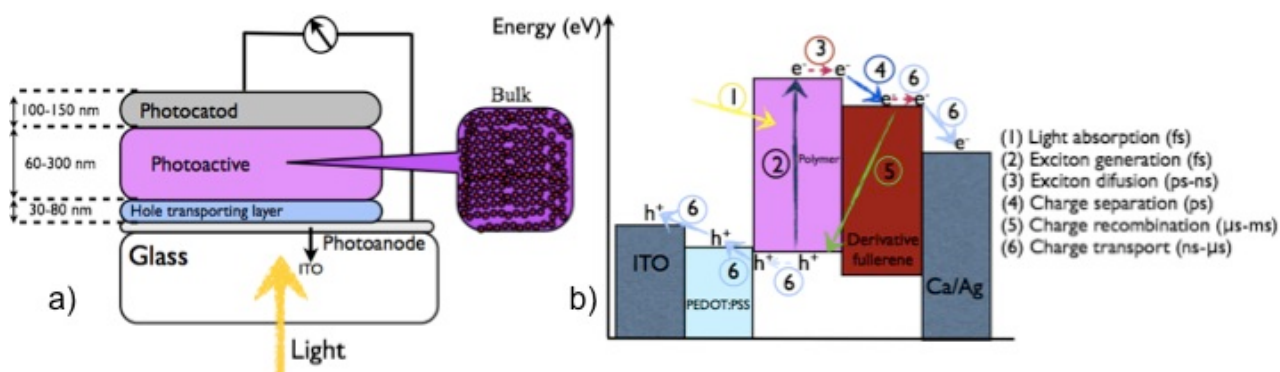 100-150 nm
Photocatod
60-300 nm
Photoactive
30-80 nm
Hole transporting layer
Photoanode
Glass
ITO
Light
a)
Bulk
Energy (eV)
3
e⁻
e⁻
4
6
e⁻
e⁻
6
1
e⁻
2
Polymer
5
h⁺
6
h⁺
6
h⁺
h⁺
6
ITO
PEDOT:PSS
Derivative
fullerene
Ca/Ag
b)
(1) Light absorption (fs)
(2) Exciton generation (fs)
(3) Exciton difusion (ps-ns)
(4) Charge separation (ps)
(5) Charge recombination (µs-ms)
(6) Charge transport (ns-µs)